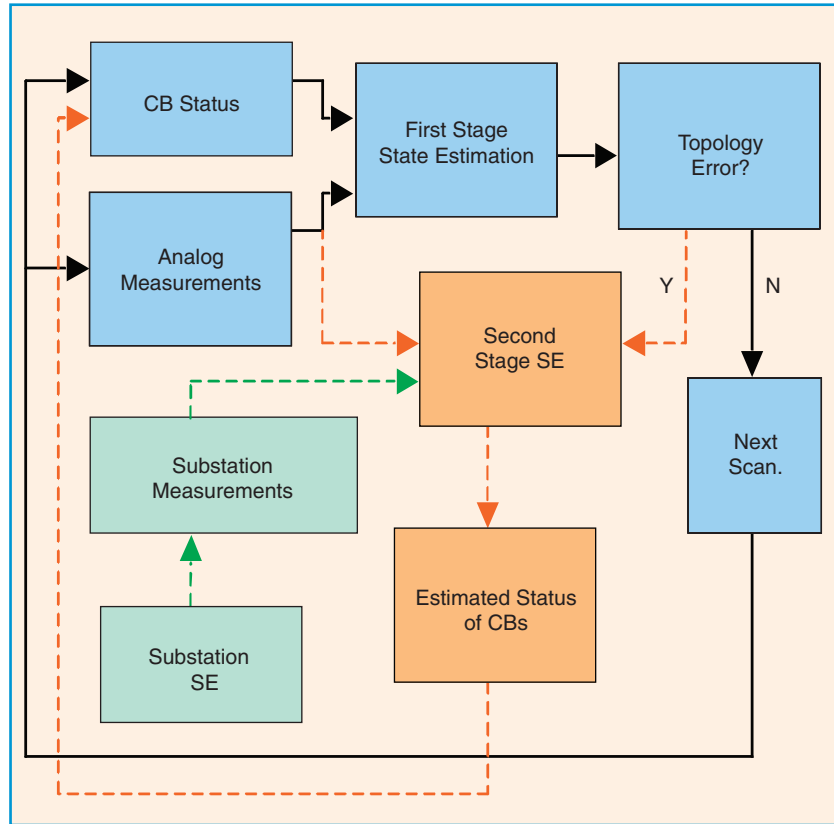 CB Status
First Stage
State Estimation
Topology
Error?
Analog
Measurements
Y
N
Second
Stage SE
Substation
Measurements
Next
Scan.
Estimated Status
of CBs
Substation
SE